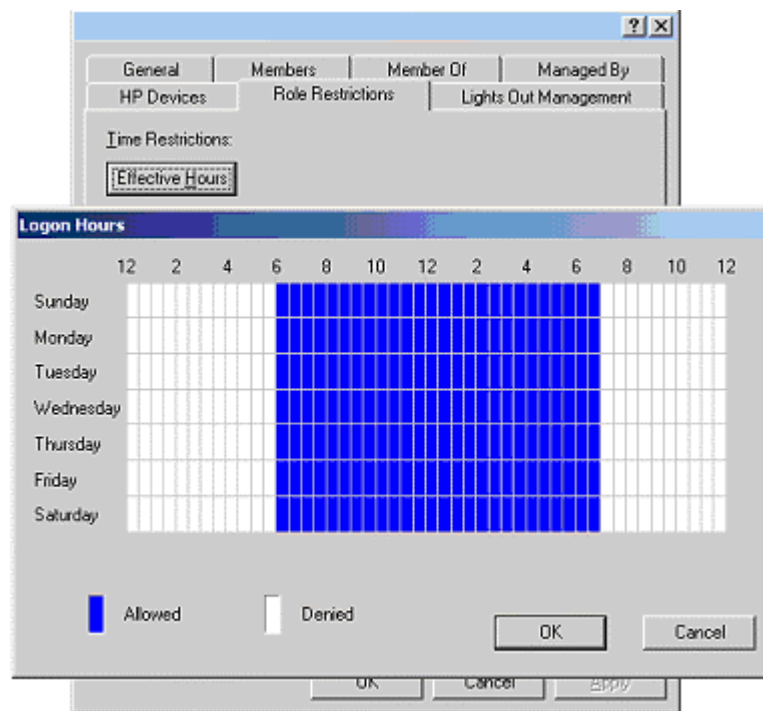 General Members Member Of Managed By
HP Devices Role Restrictions Lights Out Management
Time Restrictions:
Effective Hours
Logon Hours
12 2 4 6 8 10 12 2 4 6 8 10 12
Sunday
Monday
Tuesday
Wednesday
Thursday
Friday
Saturday
Allowed Denied
OK Cancel
OK Cancel Apply